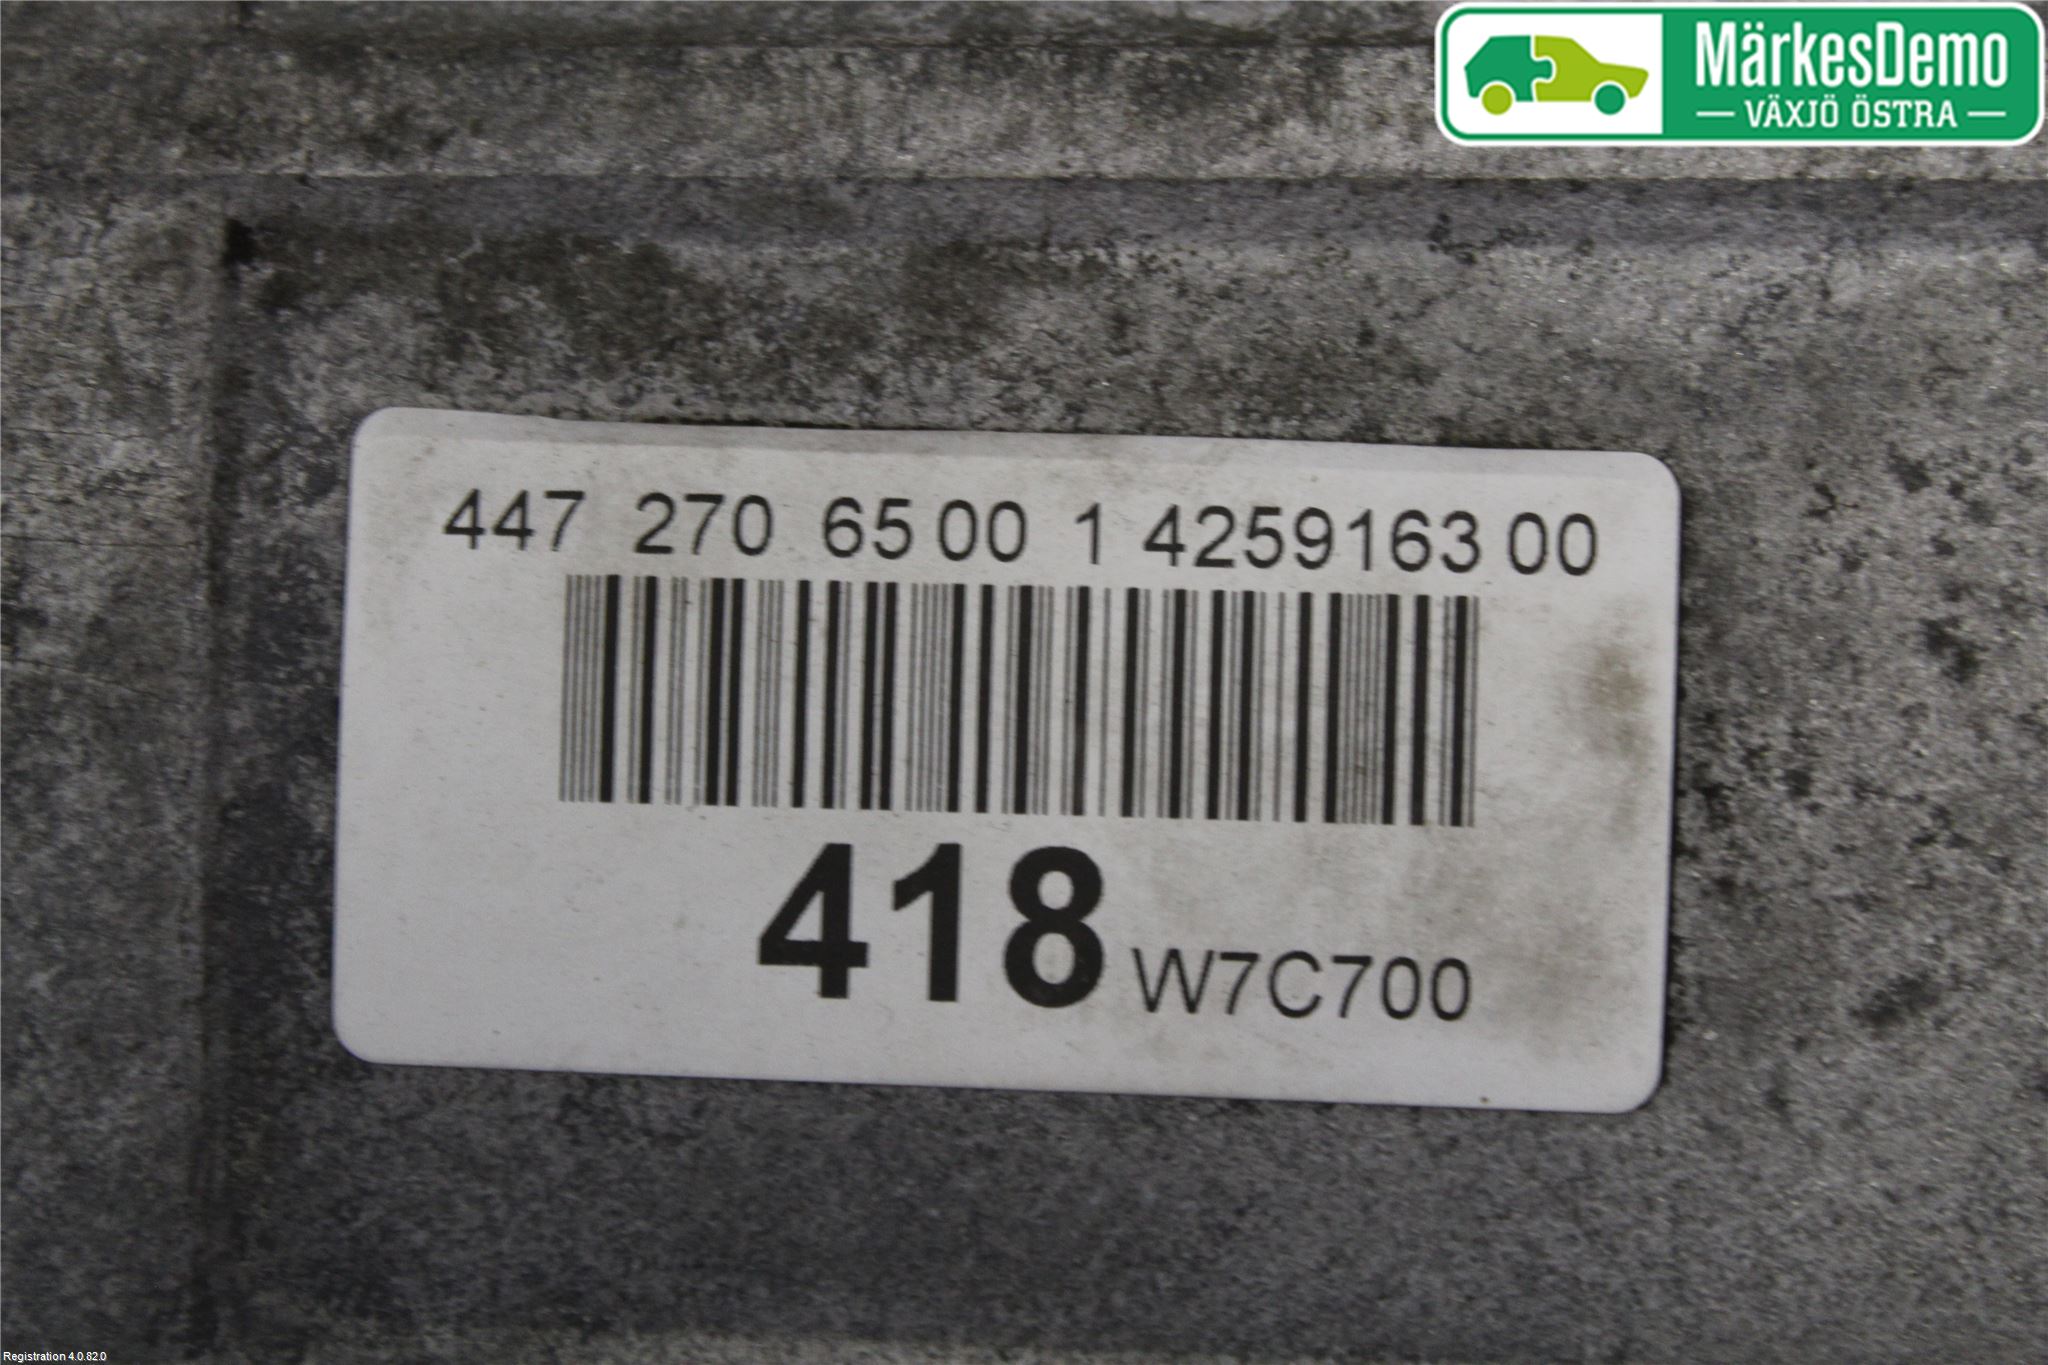 MärkesDemo
— VÄXJÖ ÖSTRA —
447 270 65 00 1 4259163 00
418 W7C700
Registration 4.0.82.0